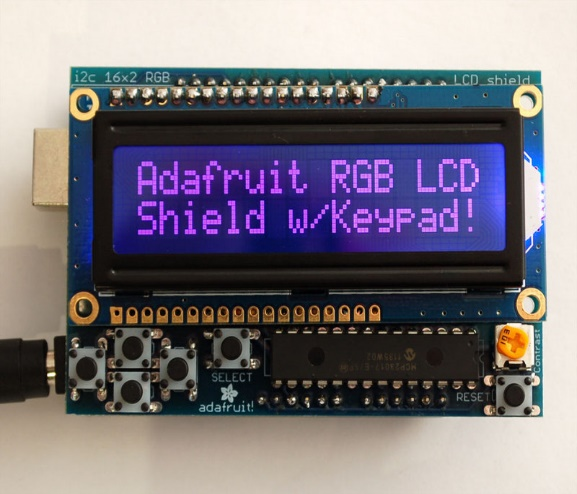 i2c 16x2 RGB
LCD shield
Adafruit RGB LCD
Shield w/Keypad!
SELECT
adafruit!
RESET
Contrast